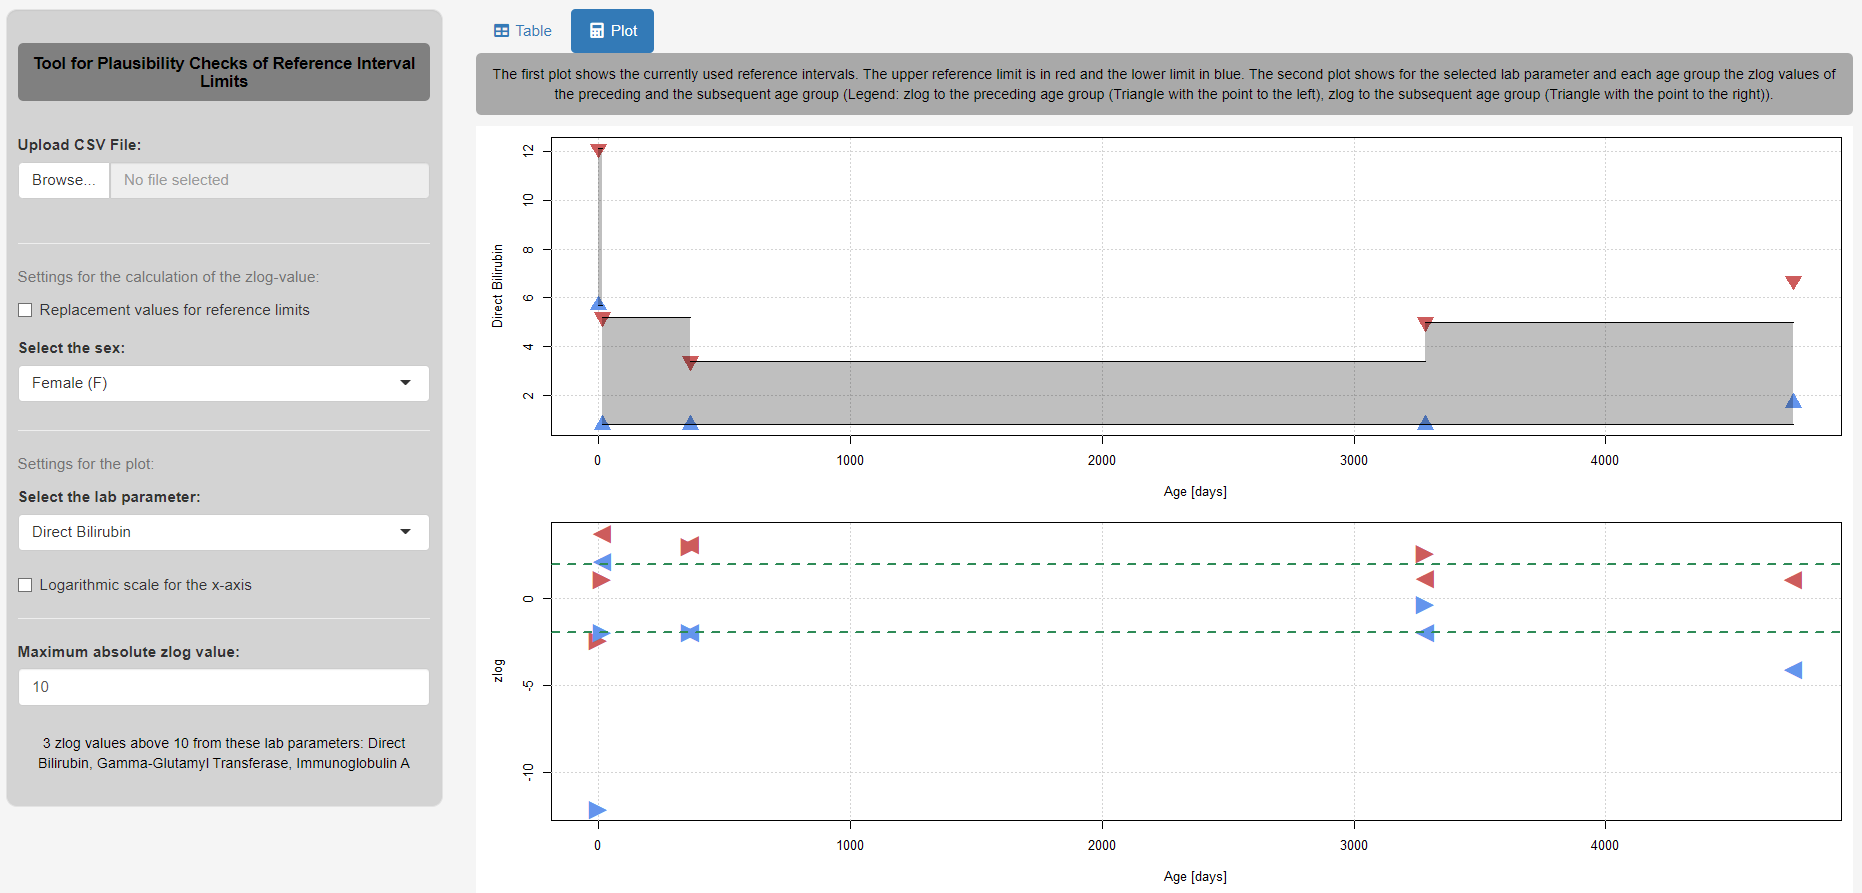 Tool for Plausibility Checks of Reference Interval
Limits
Upload CSV File:
Browse... No file selected
Settings for the calculation of the zlog-value:
Replacement values for reference limits
Select the sex:
Female (F)
Settings for the plot:
Select the lab parameter:
Direct Bilirubin
Logarithmic scale for the x-axis
Maximum absolute zlog value:
10
3 zlog values above 10 from these lab parameters: Direct
Bilirubin, Gamma-Glutamyl Transferase, Immunoglobulin A
Table Plot
The first plot shows the currently used reference intervals. The upper reference limit is in red and the lower limit in blue. The second plot shows for the selected lab parameter and each age group the zlog values of
the preceding and the subsequent age group (Legend: zlog to the preceding age group (Triangle with the point to the left), zlog to the subsequent age group (Triangle with the point to the right)).
Direct Bilirubin
12
10
8
6
4
2
0 1000 2000 3000 4000
Age [days]
zlog
0
-5
-10
0 1000 2000 3000 4000
Age [days]